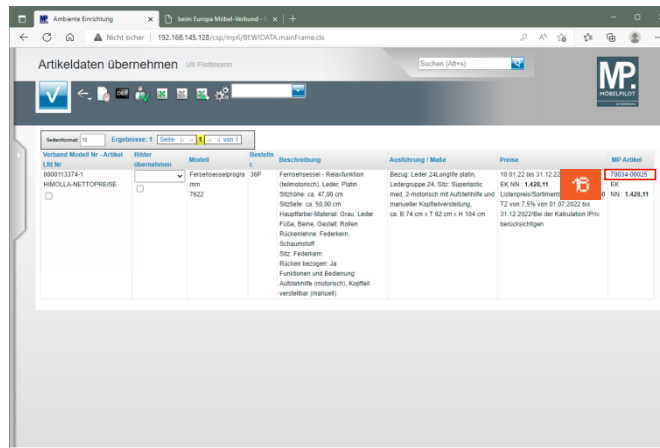 Ambiente Einrichtung
beim Europa Möbel-Verbund - S
Nicht sicher
192.168.145.128/csp/mp6/BEWIDATA.mainFrame.cls
Artikeldaten übernehmen Uli Flottmann
Suchen (Alt+s)
MP.
MÖBELPILOT
Seitenformat: 10 Ergebnisse: 1 Seite: 1 von 1
Verband Modell Nr - Artikel Lfd Nr
Bilder übernehmen
Modell
Bestellnr.
Beschreibung
Ausführung / Maße
Preise
MP Artikel
0000113374-1
HIMOLLA-NETTOPREISE
Fernsehsesselprogra
mm
7822
36P
Fernsehsessel - Relaxfunktion
(teilmotorisch), Leder, Platin
Sitzhöhe: ca. 47,00 cm
Sitztiefe: ca. 50,00 cm
Hauptfarbe/-Material: Grau, Leder
Füße, Beine, Gestell: Rollen
Rückenlehne: Federkern,
Schaumstoff
Sitz: Federkern
Rücken bezogen: Ja
Funktionen und Bedienung:
Aufstehhilfe (motorisch), Kopfteil
verstellbar (manuell)
Bezug: Leder 24Longlife platin,
Ledergruppe 24, Sitz: Superlastic
med, 2-motorisch mit Aufstehhilfe und
manueller Kopfteilverstellung,
ca. B 74 cm x T 92 cm x H 104 cm
10.01.22 bis 31.12.22
EK NN : 1.428,11
Listenpreis/Sortiment
TZ von 7,5% von 01.07.2022 bis
31.12.2022/Bei der Kalkulation (Prix
berücksichtigen
16
70034-00025
EK
NN : 1.428,11